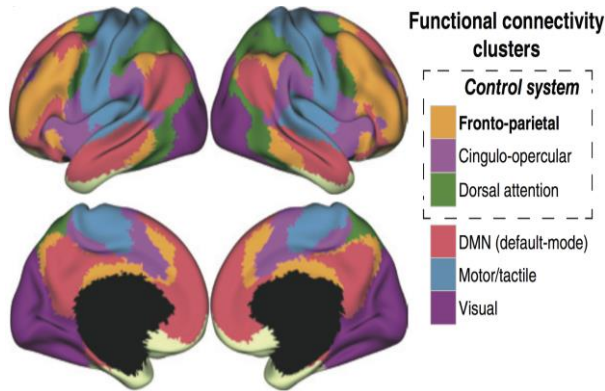 Functional connectivity
clusters
Control system
Fronto-parietal
Cingulo-opercular
Dorsal attention
DMN (default-mode)
Motor/tactile
Visual